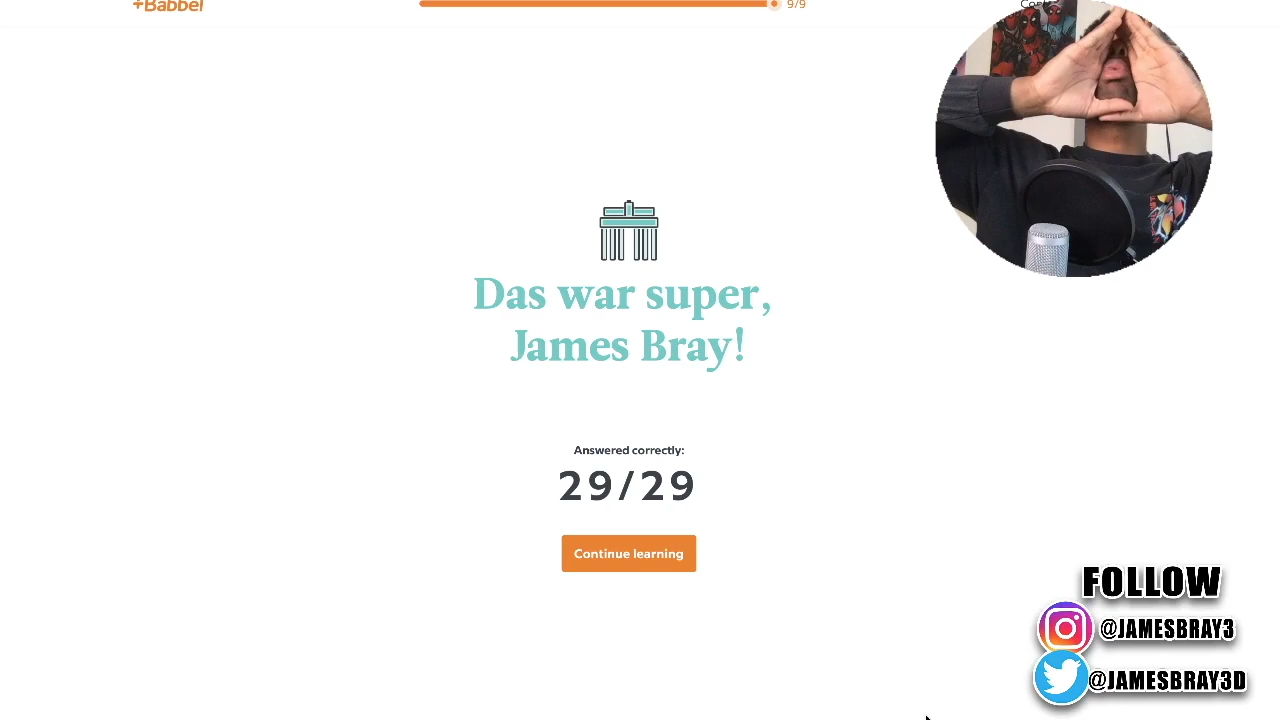 +Babbel
9/9
Das war super,
James Bray!
Answered correctly:
29/29
Continue learning
FOLLOW
@JAMESBRAY3
@JAMESBRAY3D